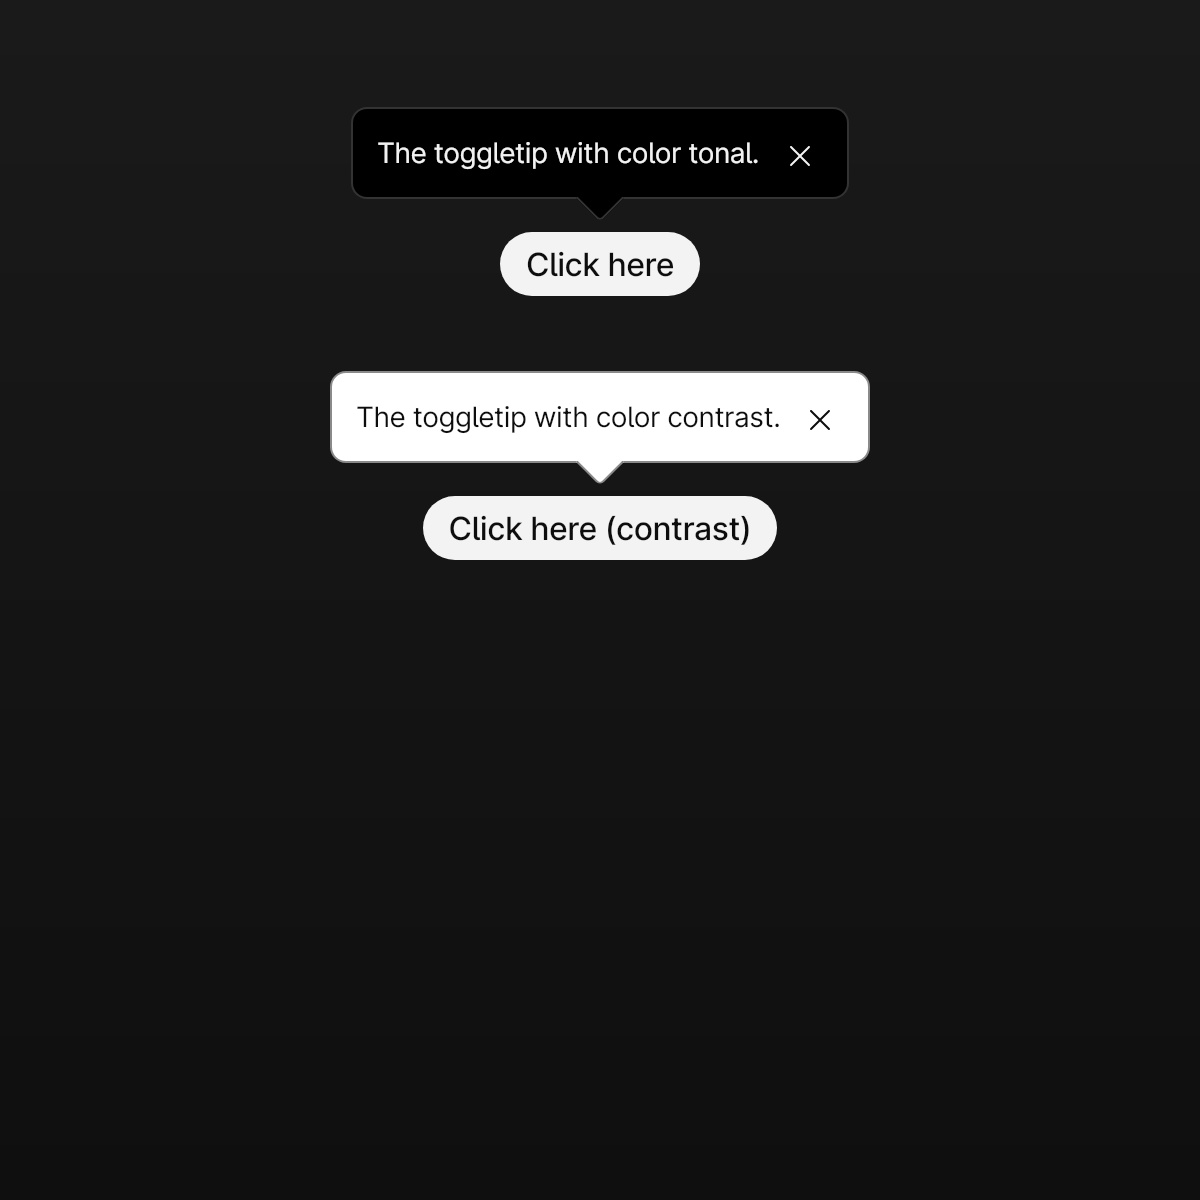 The toggletip with color tonal.
Click here
The toggletip with color contrast.
Click here (contrast)